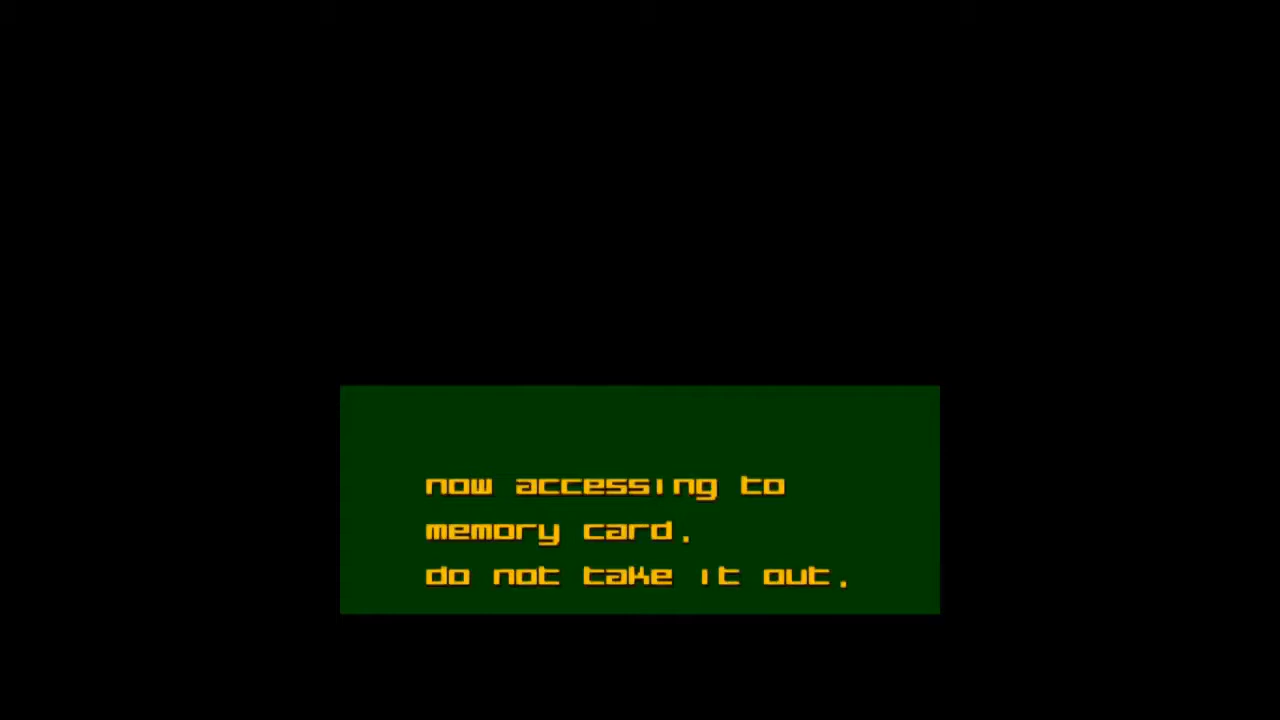 now accessing to
memory card.
do not take it out.